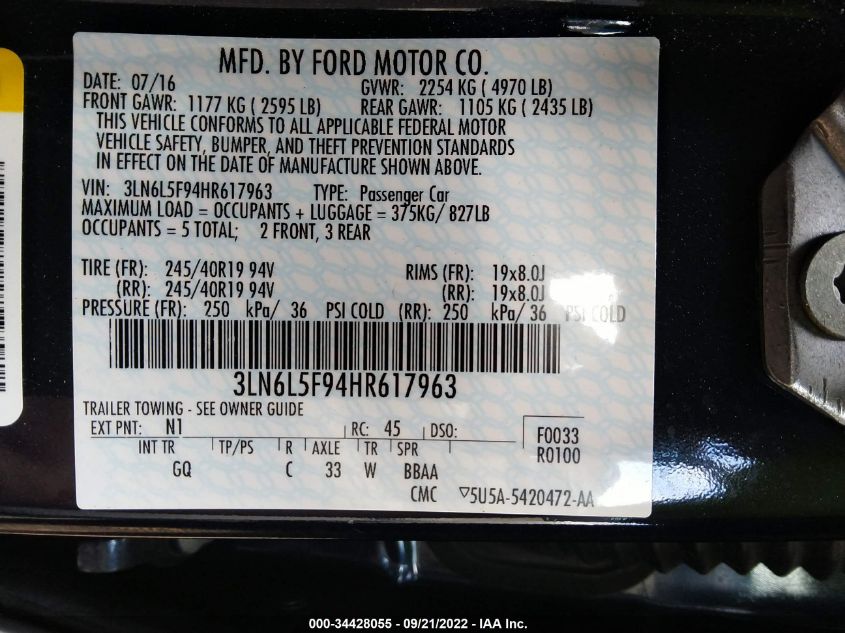 MFD. BY FORD MOTOR CO.
DATE: 07/16 GVWR: 2254 KG ( 4970 LB)
FRONT GAWR: 1177 KG ( 2595 LB) REAR GAWR: 1105 KG ( 2435 LB)
THIS VEHICLE CONFORMS TO ALL APPLICABLE FEDERAL MOTOR
VEHICLE SAFETY, BUMPER, AND THEFT PREVENTION STANDARDS
IN EFFECT ON THE DATE OF MANUFACTURE SHOWN ABOVE.
VIN: 3LN6L5F94HR617963 TYPE: Passenger Car
MAXIMUM LOAD = OCCUPANTS + LUGGAGE = 375KG/ 827LB
OCCUPANTS = 5 TOTAL; 2 FRONT, 3 REAR
TIRE (FR): 245/40R19 94V RIMS (FR): 19x8.0J
(RR): 245/40R19 94V (RR): 19x8.0J
PRESSURE (FR): 250 kPa/ 36 PSI COLD (RR): 250 kPa/ 36 PSI COLD
3LN6L5F94HR617963
TRAILER TOWING - SEE OWNER GUIDE
EXT PNT: N1 RC: 45 DSO: F0033
INT TR TP/PS R AXLE TR SPR R0100
GQ C 33 W BBAA
CMC ▽5U5A-5420472-AA
000-34428055 - 09/21/2022 - IAA Inc.